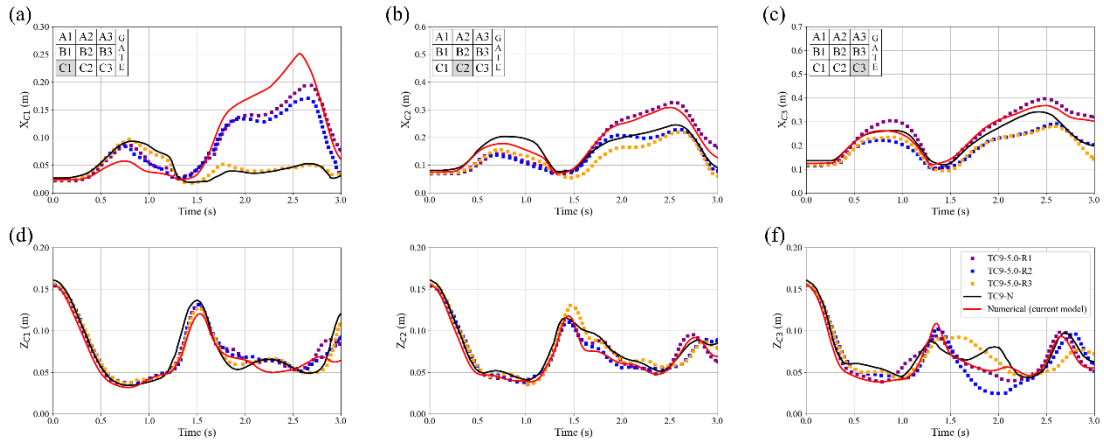 (a)
0.30
0.25
0.20
0.15
0.10
0.05
0.00
X_C1 (m)
A1 A2 A3
B1 B2 B3
C1 C2 C3
GATE
0.0 0.5 1.0 1.5 2.0 2.5 3.0
Time (s)
(b)
0.6
0.5
0.4
0.3
0.2
0.1
0.0
X_C2 (m)
A1 A2 A3
B1 B2 B3
C1 C2 C3
GATE
0.0 0.5 1.0 1.5 2.0 2.5 3.0
Time (s)
(c)
0.7
0.6
0.5
0.4
0.3
0.2
0.1
0.0
X_C3 (m)
A1 A2 A3
B1 B2 B3
C1 C2 C3
GATE
0.0 0.5 1.0 1.5 2.0 2.5 3.0
Time (s)
(d)
0.20
0.15
0.10
0.05
0.00
Z_C1 (m)
0.0 0.5 1.0 1.5 2.0 2.5 3.0
Time (s)
0.20
0.15
0.10
0.05
0.00
Z_C2 (m)
0.0 0.5 1.0 1.5 2.0 2.5 3.0
Time (s)
(f)
0.20
0.15
0.10
0.05
0.00
Z_C3 (m)
TC9-5.0-R1
TC9-5.0-R2
TC9-5.0-R3
TC9-N
Numerical (current model)
0.0 0.5 1.0 1.5 2.0 2.5 3.0
Time (s)